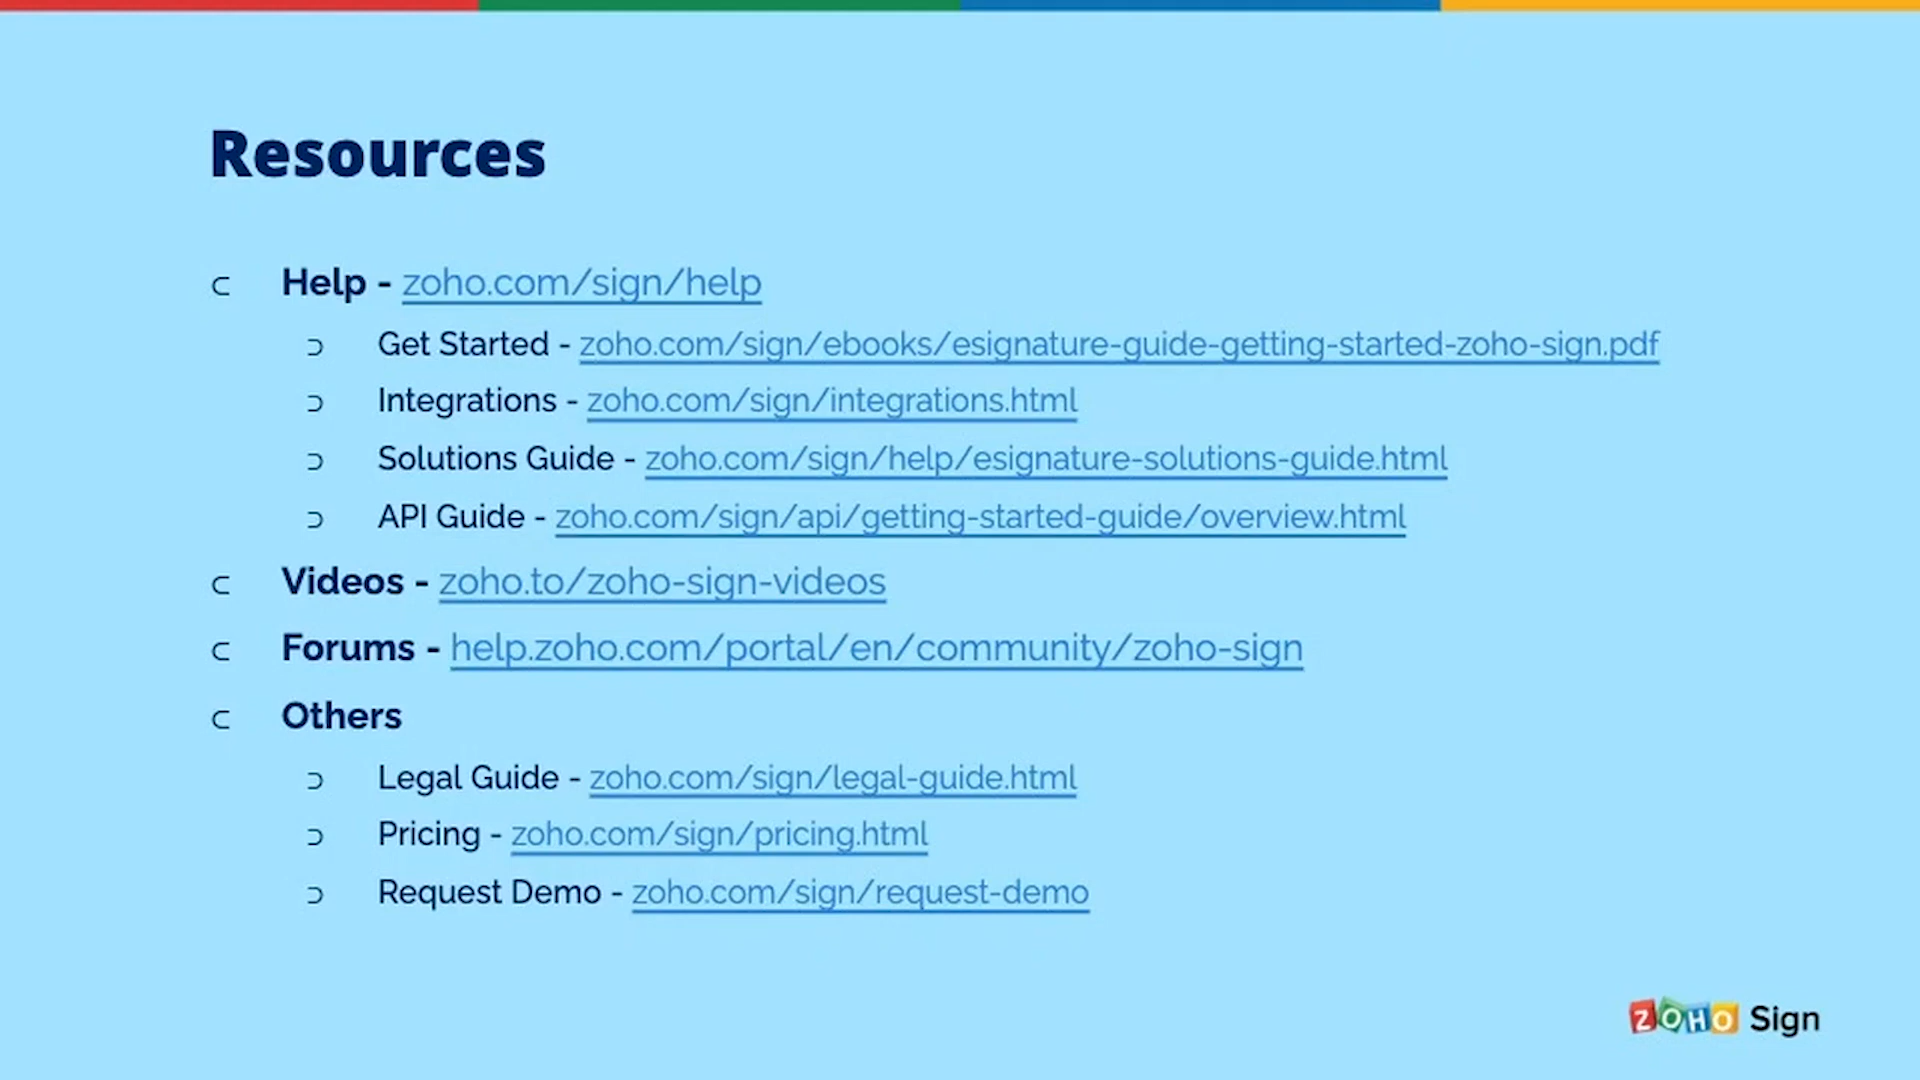 Resources
⊂ Help - zoho.com/sign/help
⊃ Get Started - zoho.com/sign/ebooks/esignature-guide-getting-started-zoho-sign.pdf
⊃ Integrations - zoho.com/sign/integrations.html
⊃ Solutions Guide - zoho.com/sign/help/esignature-solutions-guide.html
⊃ API Guide - zoho.com/sign/api/getting-started-guide/overview.html
⊂ Videos - zoho.to/zoho-sign-videos
⊂ Forums - help.zoho.com/portal/en/community/zoho-sign
⊂ Others
⊃ Legal Guide - zoho.com/sign/legal-guide.html
⊃ Pricing - zoho.com/sign/pricing.html
⊃ Request Demo - zoho.com/sign/request-demo
ZOHO Sign